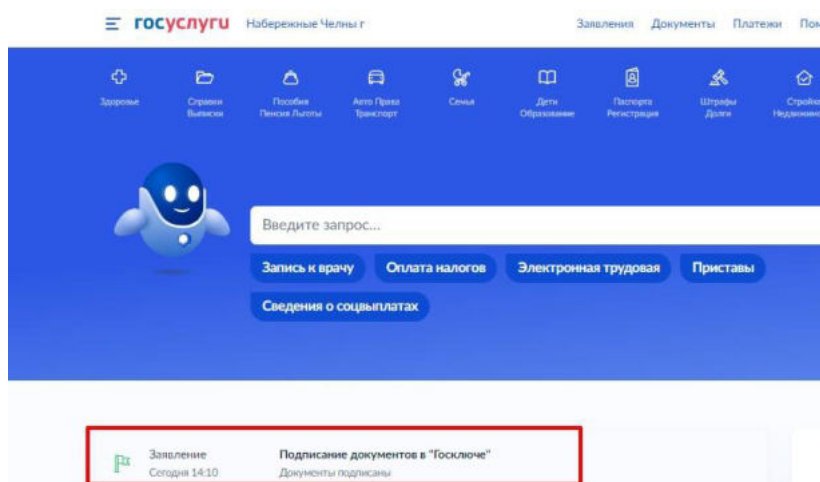 госуслуги Набережные Челны г Заявления Документы Платежи Пом
Здоровье Справки Пособия Авто Права Семья Дети Паспорта Штрафы Стройка
Выписки Пенсия Льготы Транспорт Образование Регистрация Долги
Введите запрос...
Запись к врачу Оплата налогов Электронная трудовая Приставы
Сведения о соцвыплатах
Заявление Подписание документов в "Госключе"
Сегодня 14:10 Документы подписаны